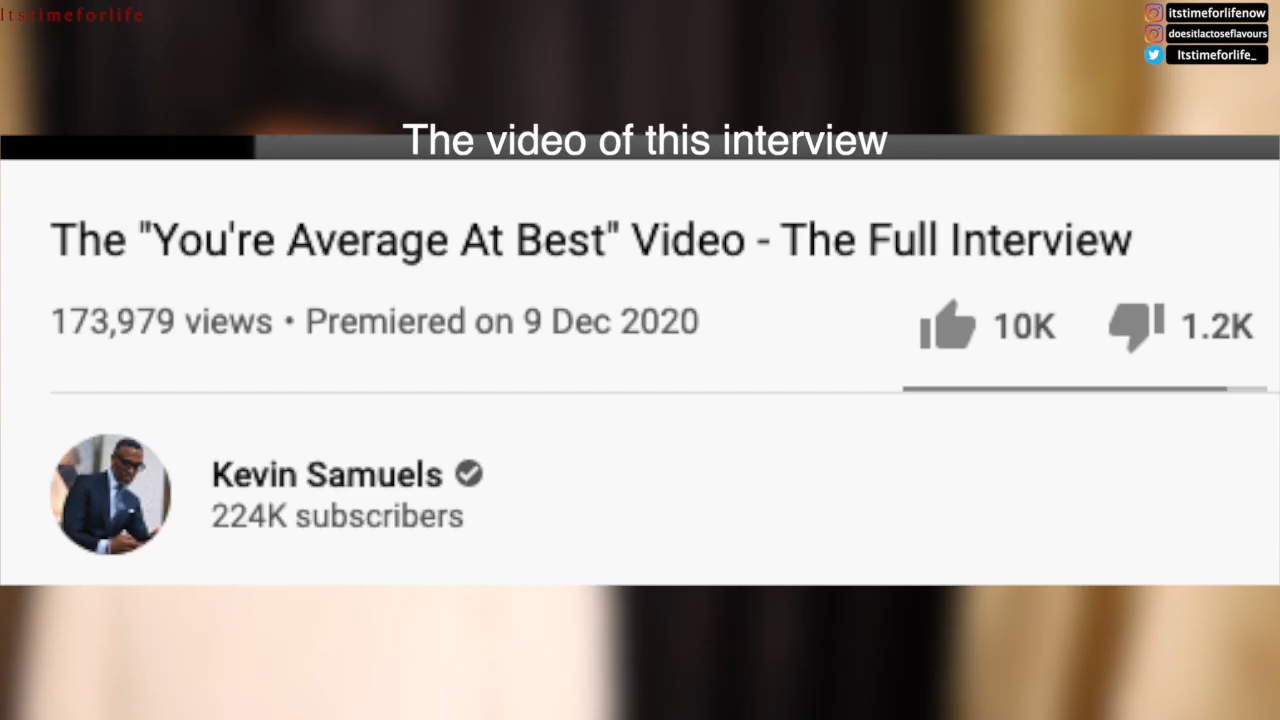 Itstimeforlife
itstimeforlifenow
doesitlactoseflavours
Itstimeforlife_
The video of this interview
The "You're Average At Best" Video - The Full Interview
173,979 views • Premiered on 9 Dec 2020
10K
1.2K
Kevin Samuels
224K subscribers